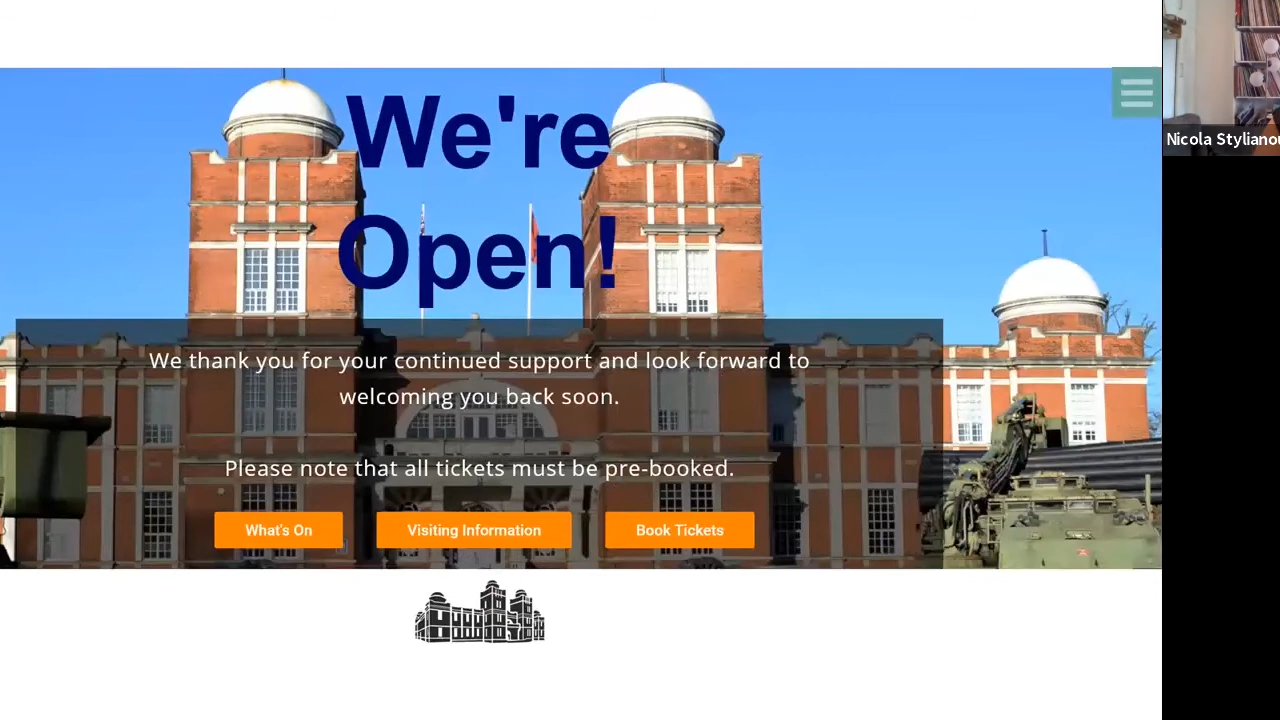 We're
Open!
We thank you for your continued support and look forward to
welcoming you back soon.
Please note that all tickets must be pre-booked.
What's On
Visiting Information
Book Tickets
Nicola Stylianou